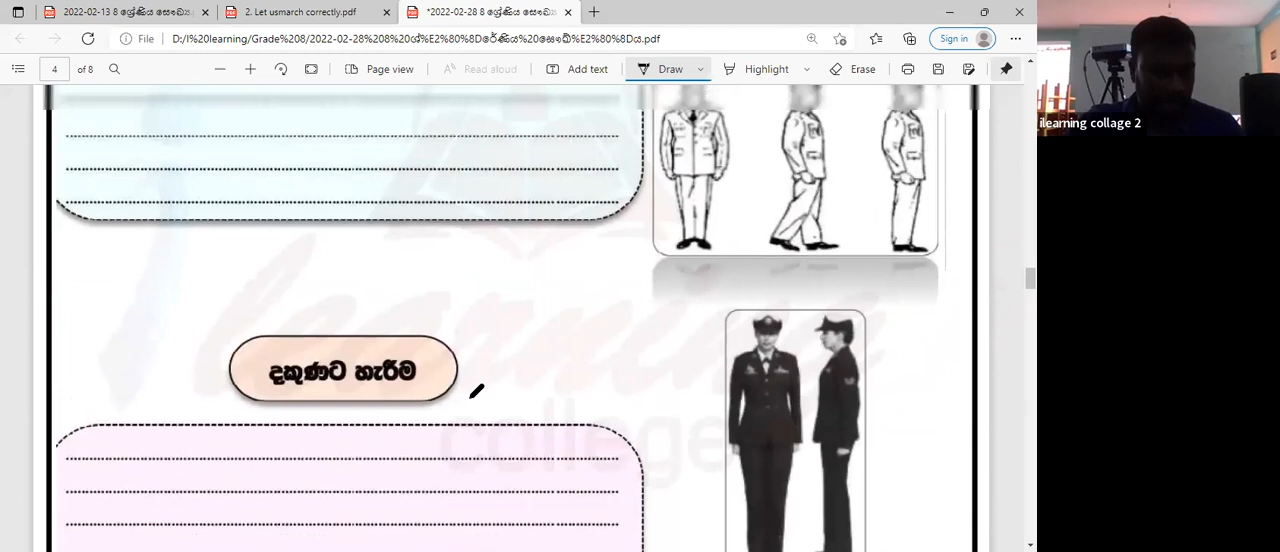 2022-02-13 8 ශ්‍රේණිය සෞඛ්‍ය
2. Let usmarch correctly.pdf
*2022-02-28 8 ශ්‍රේණිය සෞඛ්‍ය
File
D:/I%20learning/Grade%208/2022-02-28%208%20ශ්%E2%80%8Dරේණිය%20සෞඛ්%E2%80%8Dය.pdf
Sign in
4 of 8
Page view
Read aloud
Add text
Draw
Highlight
Erase
ilearning collage 2
දකුණට හැරීම
learning
college